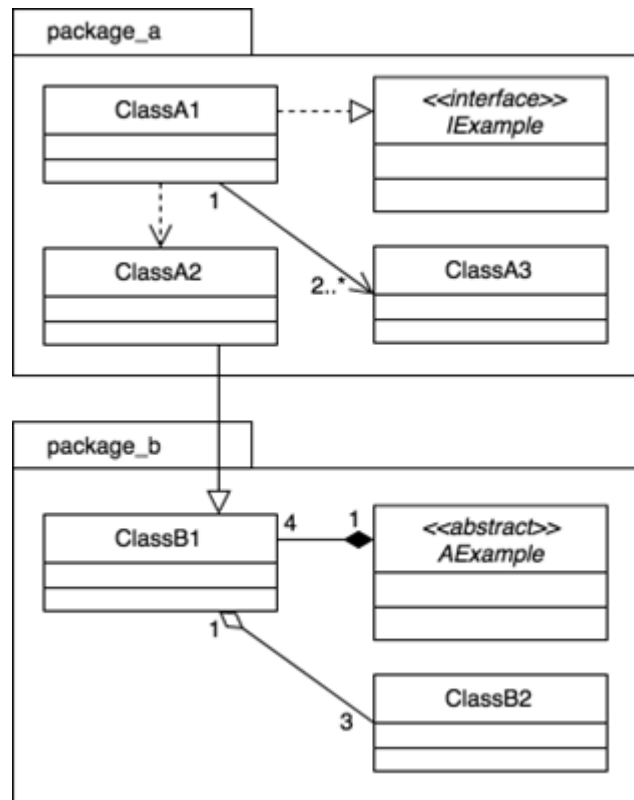 package_a
ClassA1
<<interface>>
IExample
1
ClassA2
2..*
ClassA3
package_b
ClassB1
4
1
<<abstract>>
AExample
1
3
ClassB2